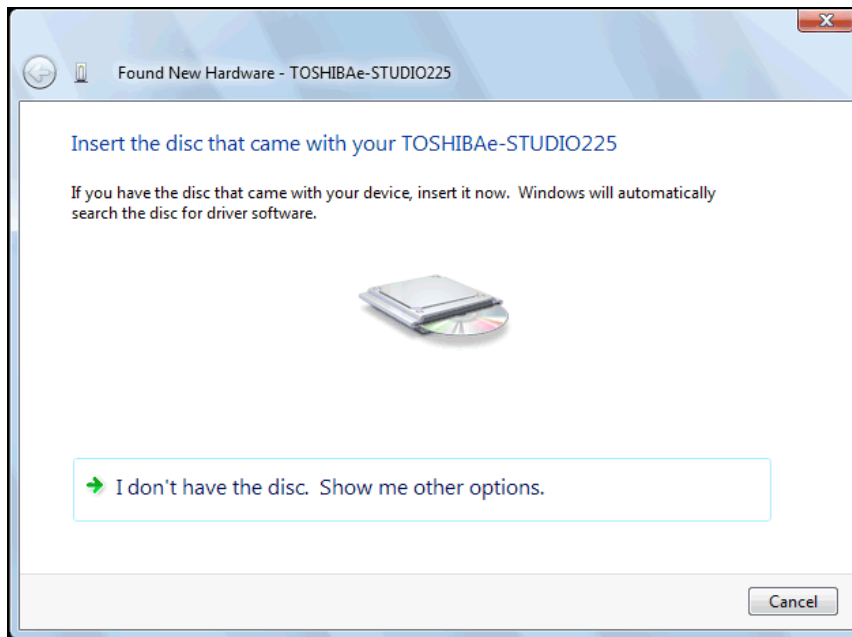 Found New Hardware - TOSHIBAe-STUDIO225
Insert the disc that came with your TOSHIBAe-STUDIO225
If you have the disc that came with your device, insert it now.  Windows will automatically
search the disc for driver software.
I don't have the disc.  Show me other options.
Cancel